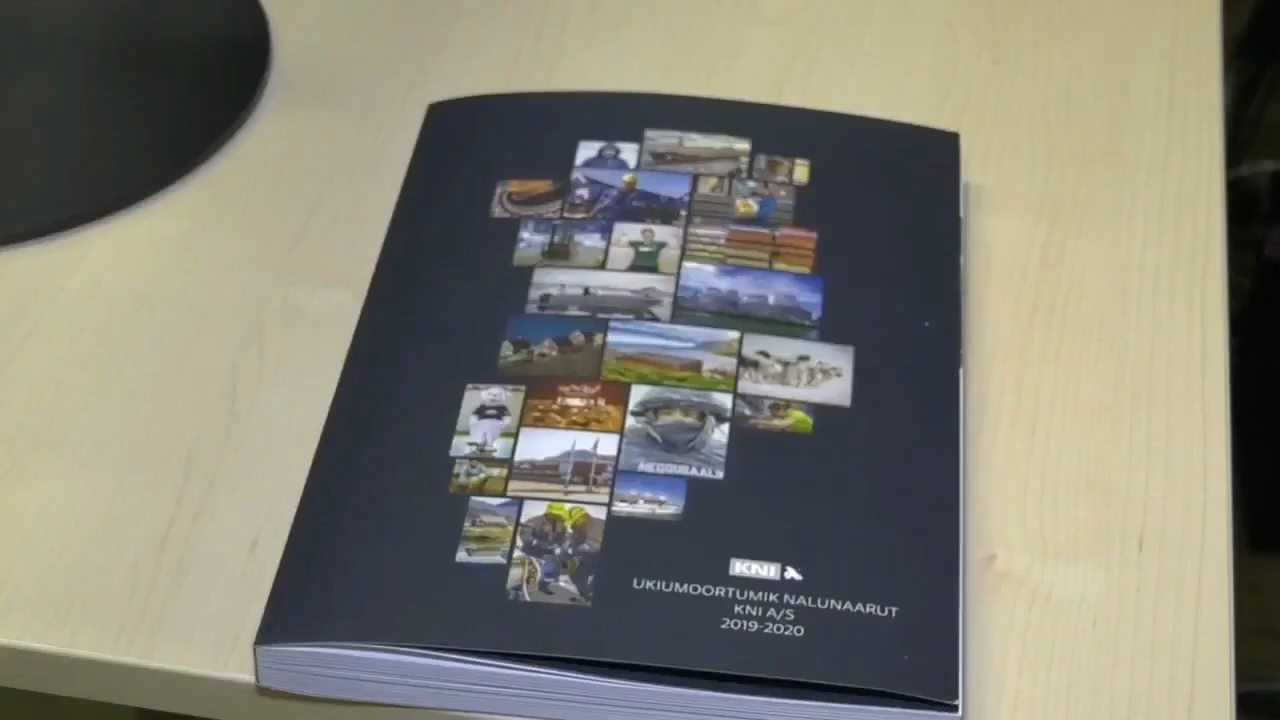 KNI
UKIUMOORTUMIK NALUNAARUT
KNI A/S
2019-2020